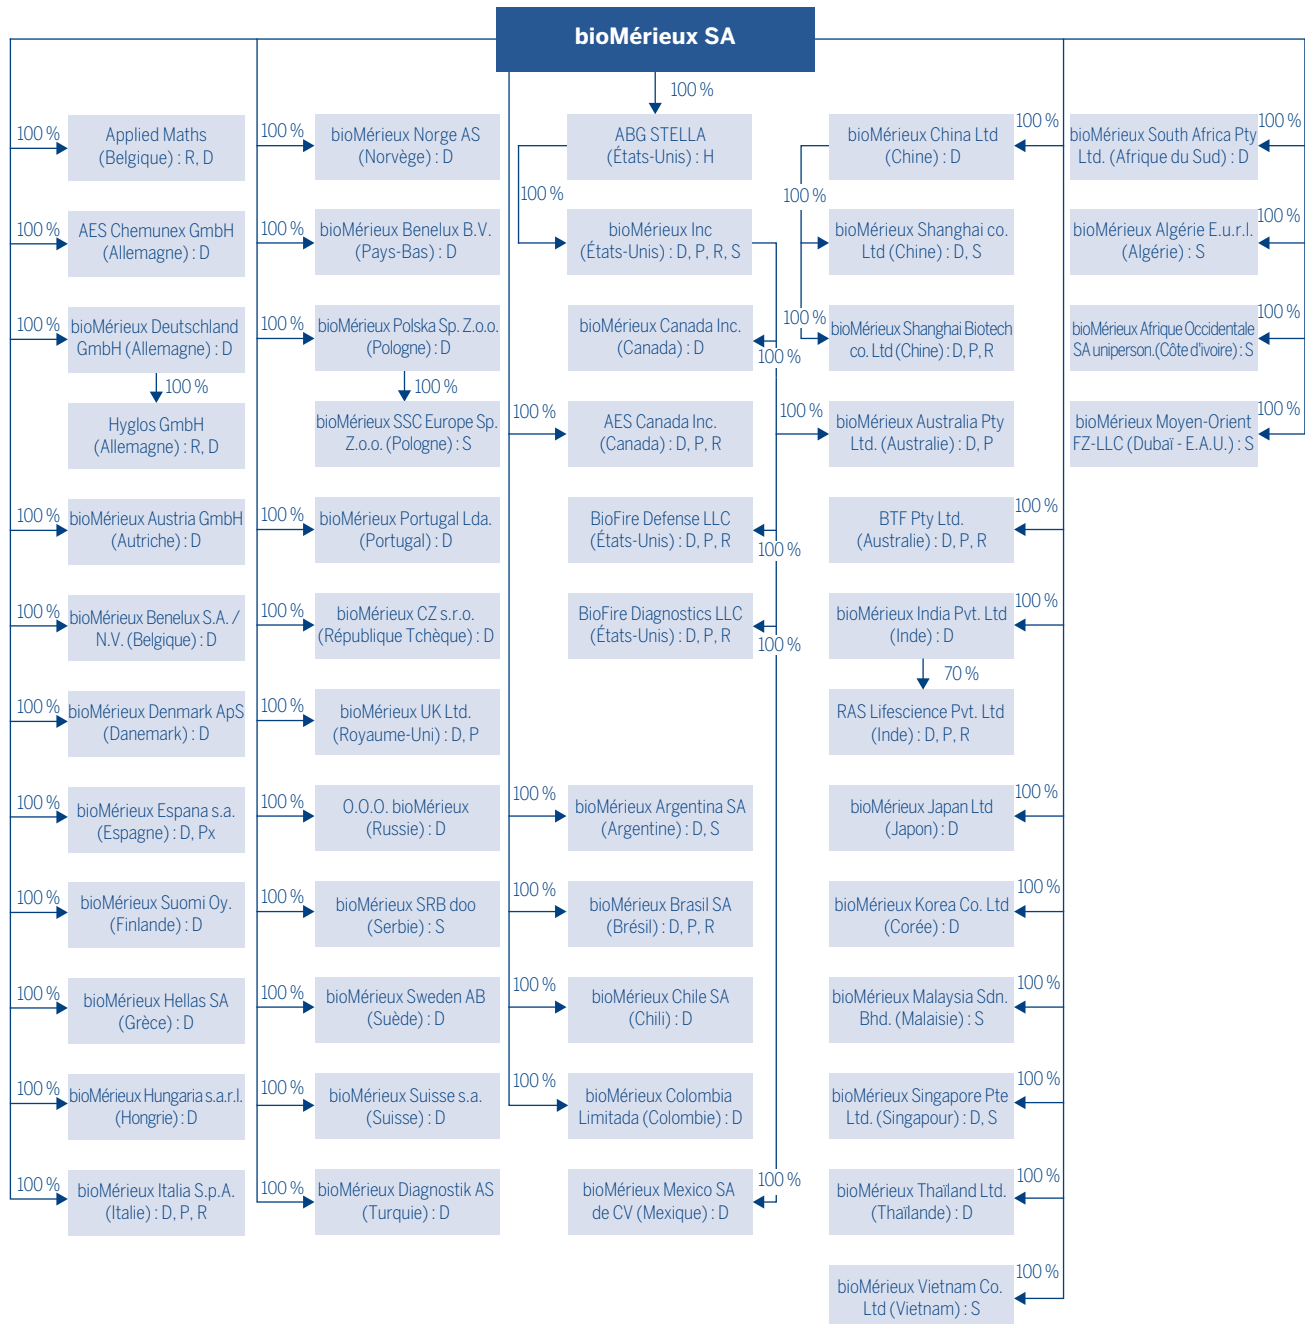 bioMérieux SA
100 %
Applied Maths
(Belgique) : R, D
100 %
AES Chemunex GmbH
(Allemagne) : D
100 %
bioMérieux Deutschland
GmbH (Allemagne) : D
100 %
Hyglos GmbH
(Allemagne) : R, D
100 %
bioMérieux Austria GmbH
(Autriche) : D
100 %
bioMérieux Benelux S.A. /
N.V. (Belgique) : D
100 %
bioMérieux Denmark ApS
(Danemark) : D
100 %
bioMérieux Espana s.a.
(Espagne) : D, Px
100 %
bioMérieux Suomi Oy.
(Finlande) : D
100 %
bioMérieux Hellas SA
(Grèce) : D
100 %
bioMérieux Hungaria s.a.r.l.
(Hongrie) : D
100 %
bioMérieux Italia S.p.A.
(Italie) : D, P, R
100 %
bioMérieux Norge AS
(Norvège) : D
100 %
bioMérieux Benelux B.V.
(Pays-Bas) : D
100 %
bioMérieux Polska Sp. Z.o.o.
(Pologne) : D
100 %
bioMérieux SSC Europe Sp.
Z.o.o. (Pologne) : S
100 %
bioMérieux Portugal Lda.
(Portugal) : D
100 %
bioMérieux CZ s.r.o.
(République Tchèque) : D
100 %
bioMérieux UK Ltd.
(Royaume-Uni) : D, P
100 %
O.O.O. bioMérieux
(Russie) : D
100 %
bioMérieux SRB doo
(Serbie) : S
100 %
bioMérieux Sweden AB
(Suède) : D
100 %
bioMérieux Suisse s.a.
(Suisse) : D
100 %
bioMérieux Diagnostik AS
(Turquie) : D
100 %
ABG STELLA
(États-Unis) : H
100 %
bioMérieux Inc
(États-Unis) : D, P, R, S
bioMérieux Canada Inc.
(Canada) : D
100 %
100 %
AES Canada Inc.
(Canada) : D, P, R
BioFire Defense LLC
(États-Unis) : D, P, R
100 %
BioFire Diagnostics LLC
(États-Unis) : D, P, R
100 %
100 %
bioMérieux Argentina SA
(Argentine) : D, S
100 %
bioMérieux Brasil SA
(Brésil) : D, P, R
100 %
bioMérieux Chile SA
(Chili) : D
100 %
bioMérieux Colombia
Limitada (Colombie) : D
bioMérieux Mexico SA
de CV (Mexique) : D
100 %
bioMérieux China Ltd
(Chine) : D
100 %
100 %
bioMérieux Shanghai co.
Ltd (Chine) : D, S
100 %
bioMérieux Shanghai Biotech
co. Ltd (Chine) : D, P, R
100 %
bioMérieux Australia Pty
Ltd. (Australie) : D, P
BTF Pty Ltd.
(Australie) : D, P, R
100 %
bioMérieux India Pvt. Ltd
(Inde) : D
100 %
70 %
RAS Lifescience Pvt. Ltd
(Inde) : D, P, R
bioMérieux Japan Ltd
(Japon) : D
100 %
bioMérieux Korea Co. Ltd
(Corée) : D
100 %
bioMérieux Malaysia Sdn.
Bhd. (Malaisie) : S
100 %
bioMérieux Singapore Pte
Ltd. (Singapour) : D, S
100 %
bioMérieux Thaïland Ltd.
(Thaïlande) : D
100 %
bioMérieux Vietnam Co.
Ltd (Vietnam) : S
100 %
bioMérieux South Africa Pty
Ltd. (Afrique du Sud) : D
100 %
bioMérieux Algérie E.u.r.l.
(Algérie) : S
100 %
bioMérieux Afrique Occidentale
SA uniperson.(Côte d'ivoire) : S
100 %
bioMérieux Moyen-Orient
FZ-LLC (Dubaï - E.A.U.) : S
100 %